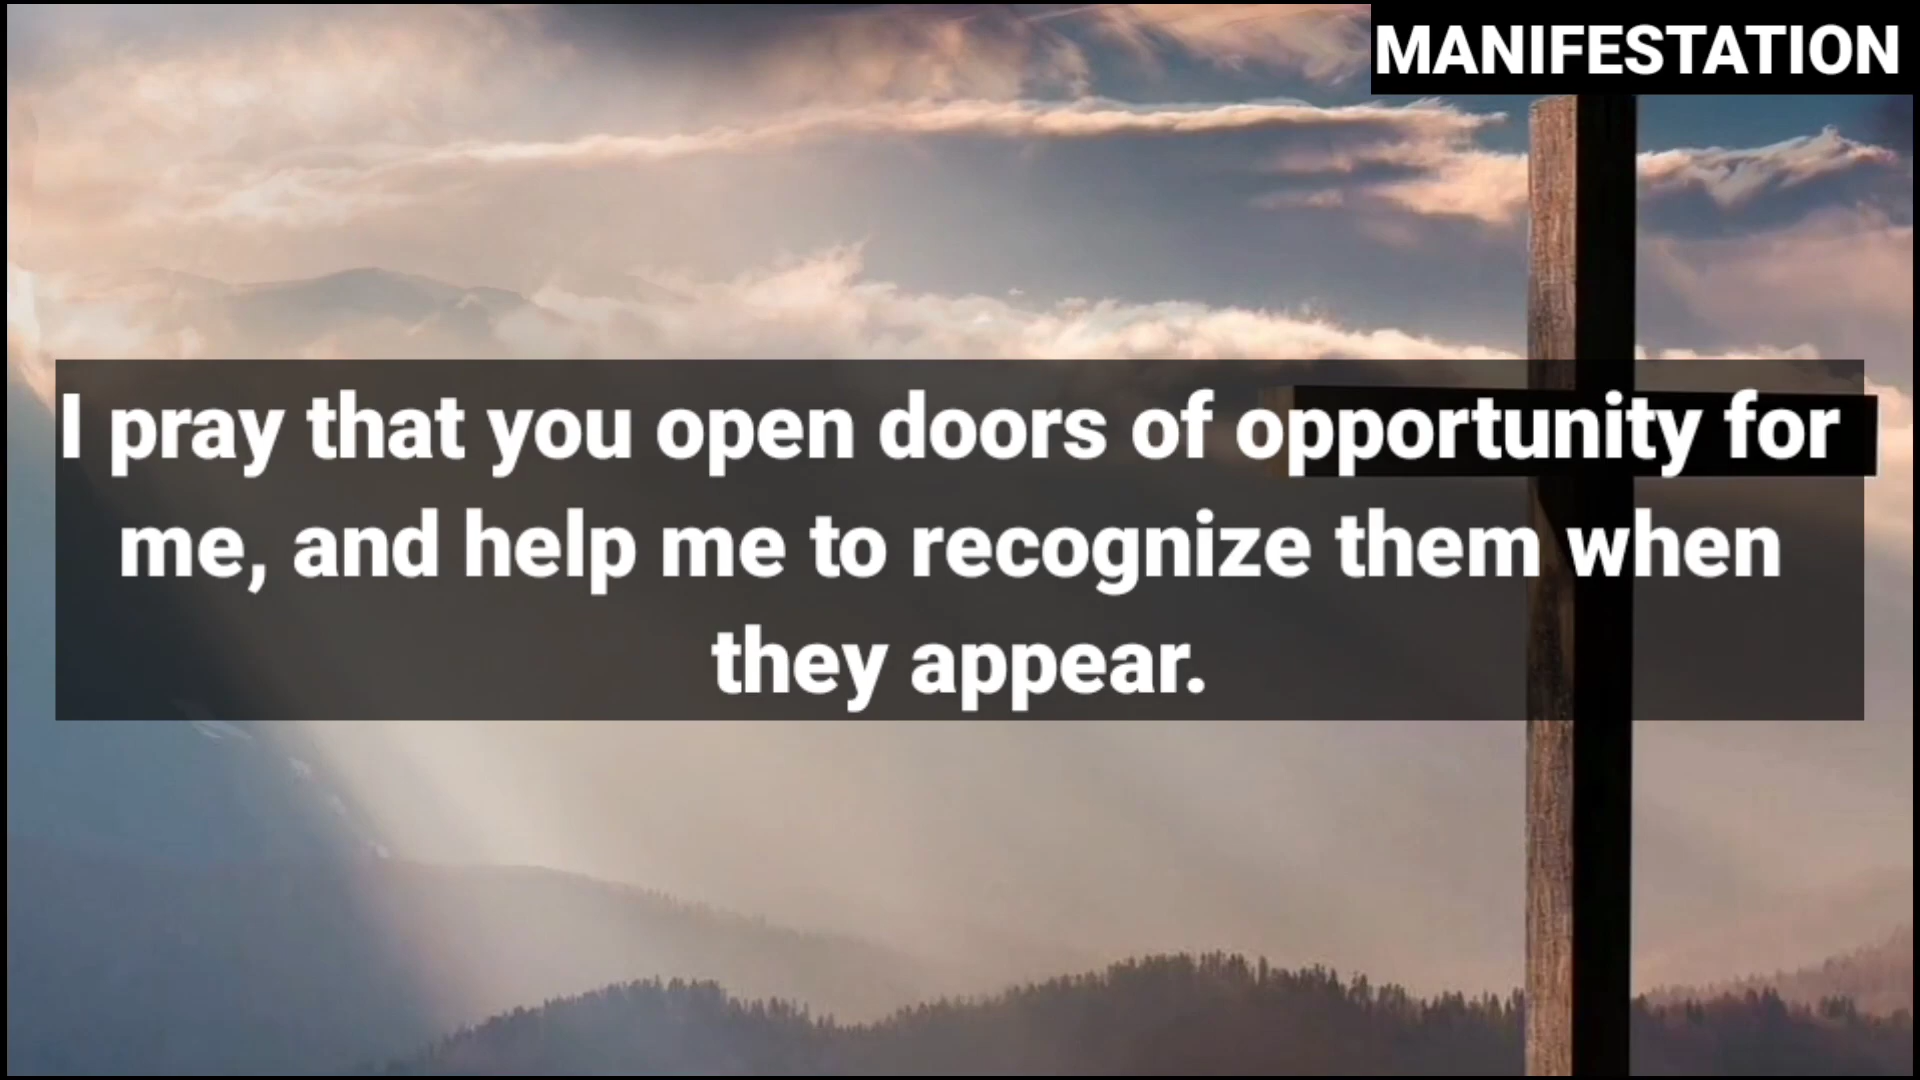 MANIFESTATION
I pray that you open doors of opportunity for
me, and help me to recognize them when
they appear.